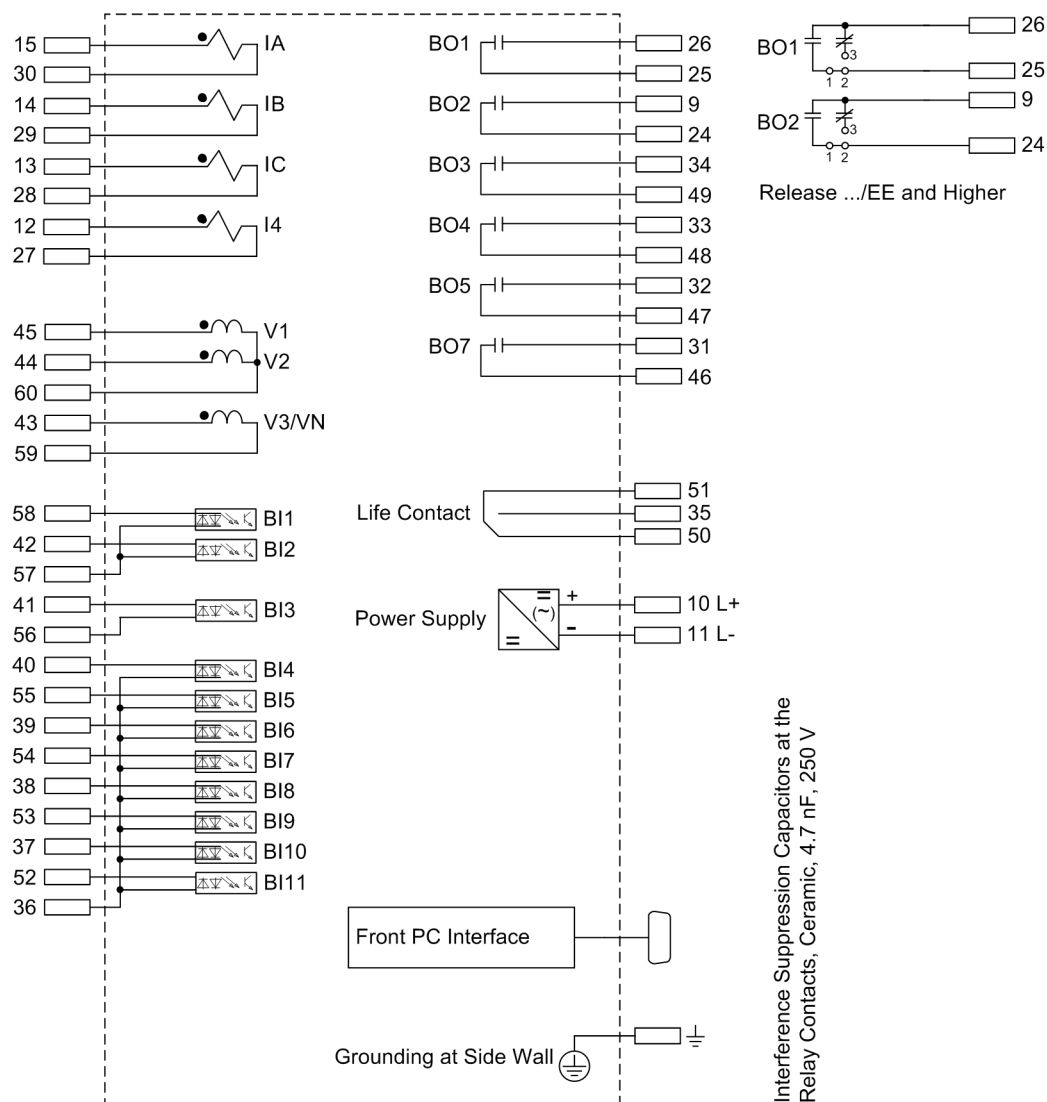 15
IA
30
14
IB
29
13
IC
28
12
I4
27
45
V1
44
V2
60
43
V3/VN
59
58
BI1
42
BI2
57
41
BI3
56
40
BI4
55
BI5
39
BI6
54
BI7
38
BI8
53
BI9
37
BI10
52
BI11
36
BO1
26
25
BO2
9
24
BO3
34
49
BO4
33
48
BO5
32
47
BO7
31
46
Life Contact
51
35
50
Power Supply
=
(~)
=
+
-
10 L+
11 L-
Front PC Interface
Grounding at Side Wall
BO1
3
1 2
26
25
BO2
3
1 2
9
24
Release .../EE and Higher
Interference Suppression Capacitors at the
Relay Contacts, Ceramic, 4.7 nF, 250 V